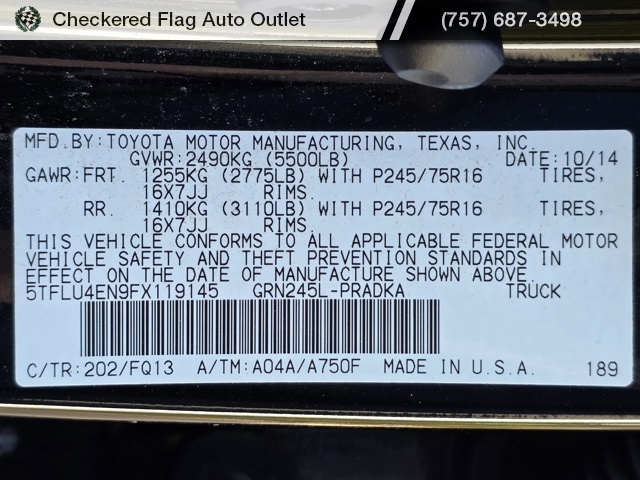 Checkered Flag Auto Outlet (757) 687-3498
MFD.BY:TOYOTA MOTOR MANUFACTURING, TEXAS, INC.
GVWR:2490KG (5500LB) DATE:10/14
GAWR:FRT. 1255KG (2775LB) WITH P245/75R16 TIRES,
16X7JJ RIMS.
RR. 1410KG (3110LB) WITH P245/75R16 TIRES,
16X7JJ RIMS.
THIS VEHICLE CONFORMS TO ALL APPLICABLE FEDERAL MOTOR
VEHICLE SAFETY AND THEFT PREVENTION STANDARDS IN
EFFECT ON THE DATE OF MANUFACTURE SHOWN ABOVE.
5TFLU4EN9FX119145 GRN245L-PRADKA TRUCK
C/TR:202/FQ13 A/TM:A04A/A750F MADE IN U.S.A. 189